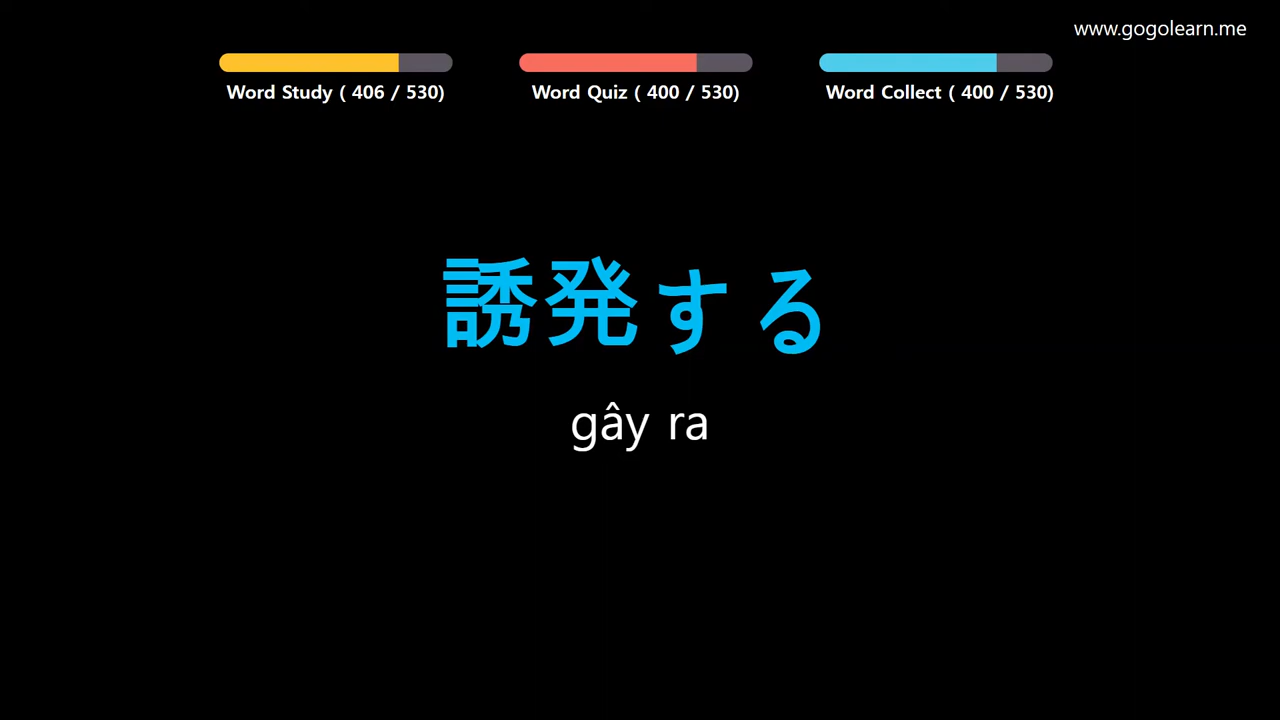 www.gogolearn.me
Word Study ( 406 / 530)
Word Quiz ( 400 / 530)
Word Collect ( 400 / 530)
誘発する
gây ra